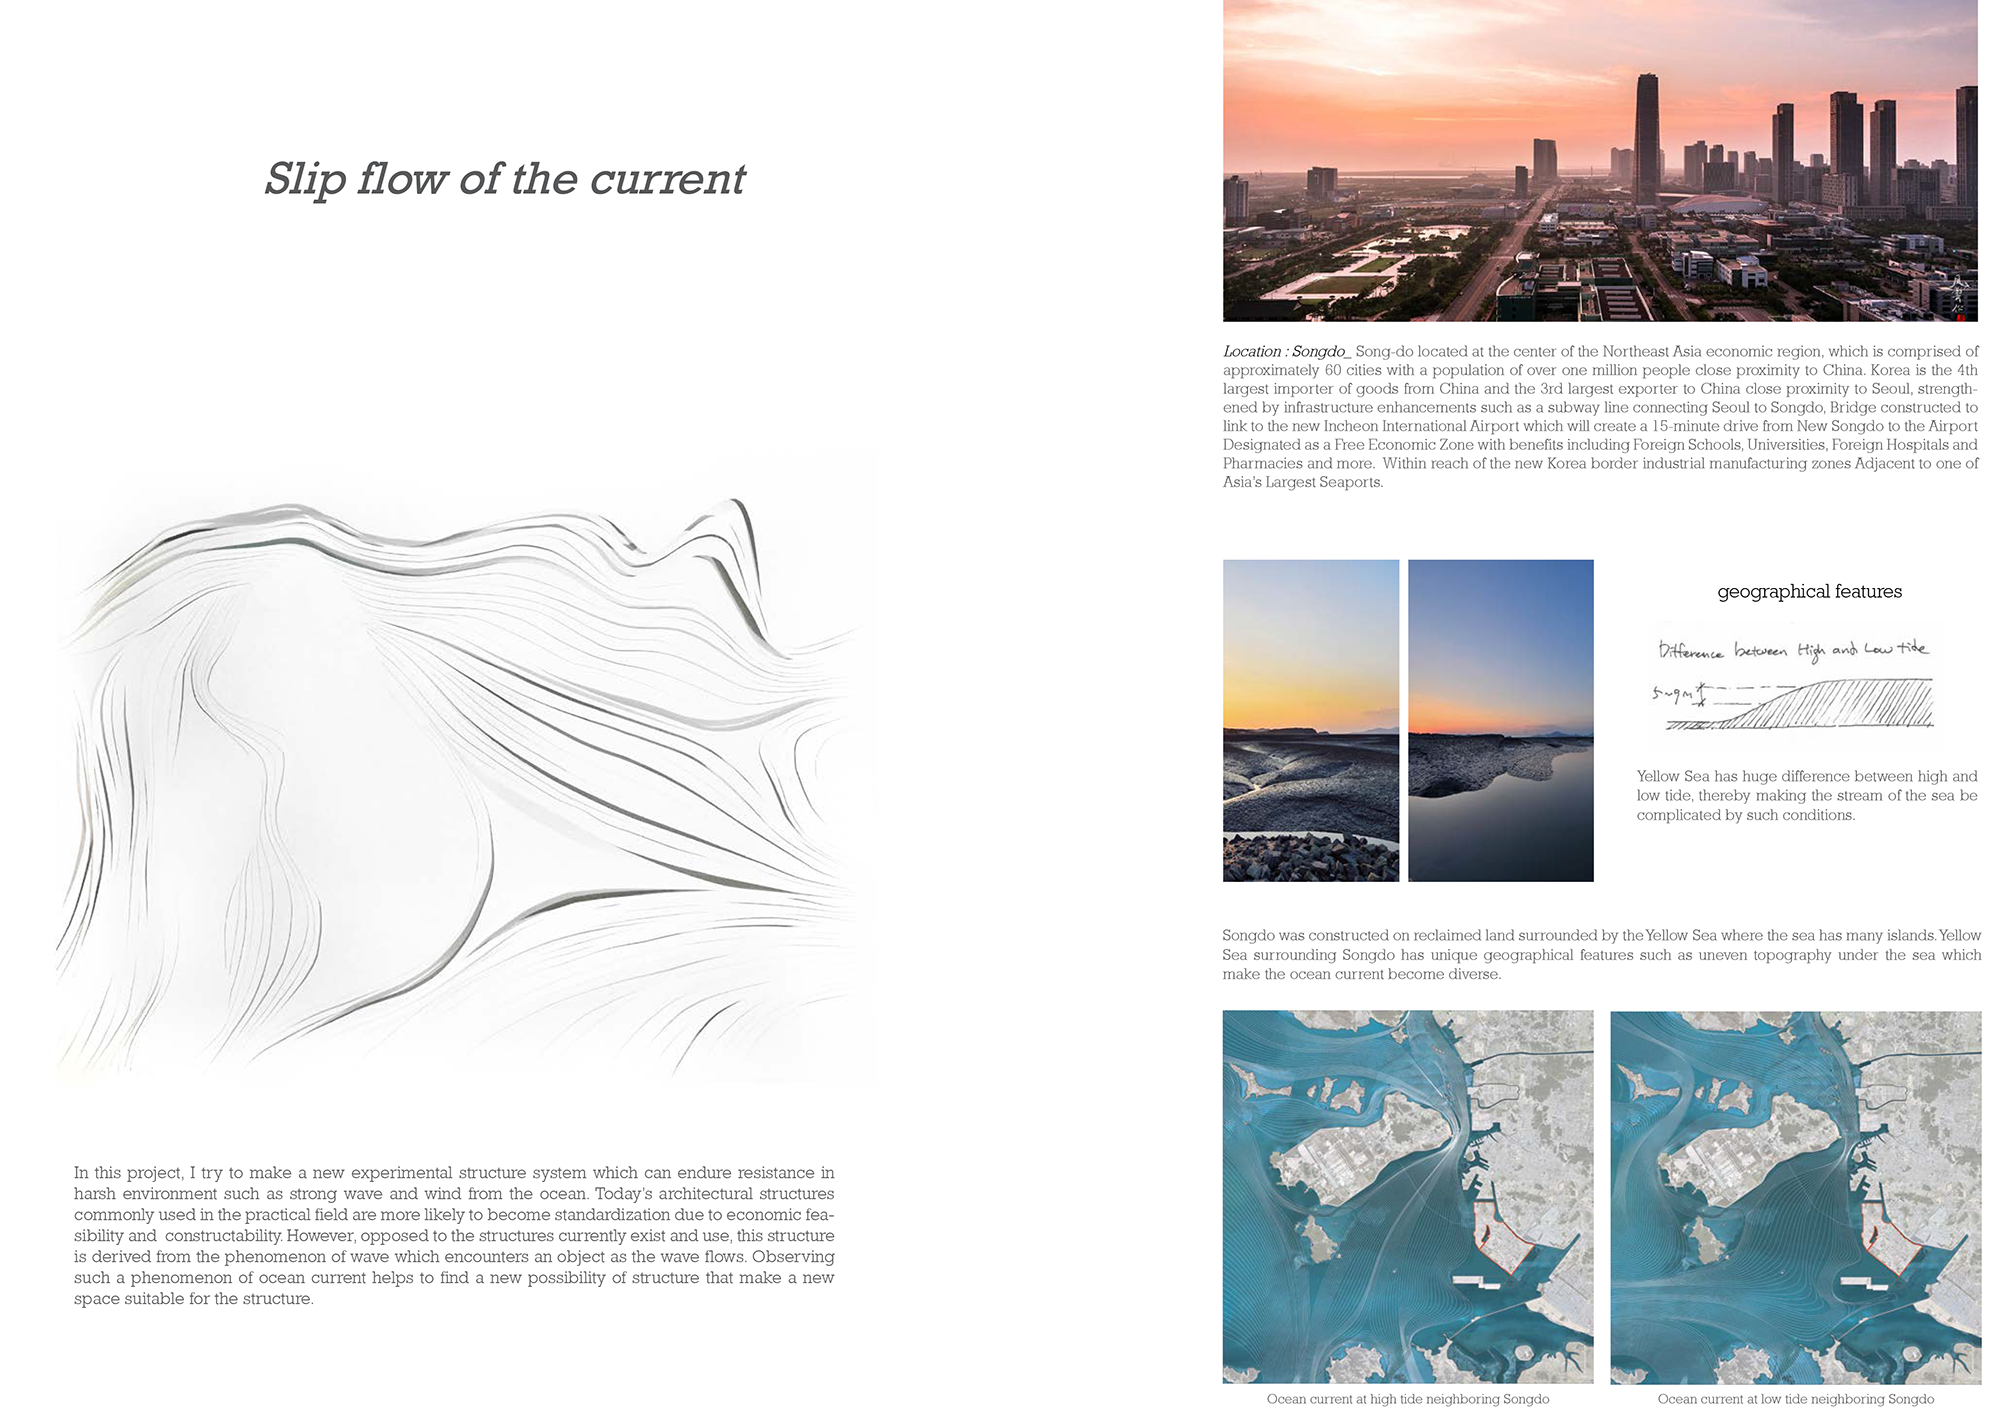 Slip flow of the current
In this project, I try to make a new experimental structure system which can endure resistance in
harsh environment such as strong wave and wind from the ocean. Today's architectural structures
commonly used in the practical field are more likely to become standardization due to economic fea-
sibility and constructability. However, opposed to the structures currently exist and use, this structure
is derived from the phenomenon of wave which encounters an object as the wave flows. Observing
such a phenomenon of ocean current helps to find a new possibility of structure that make a new
space suitable for the structure.
Location : Songdo_ Song-do located at the center of the Northeast Asia economic region, which is comprised of
approximately 60 cities with a population of over one million people close proximity to China. Korea is the 4th
largest importer of goods from China and the 3rd largest exporter to China close proximity to Seoul, strength-
ened by infrastructure enhancements such as a subway line connecting Seoul to Songdo, Bridge constructed to
link to the new Incheon International Airport which will create a 15-minute drive from New Songdo to the Airport
Designated as a Free Economic Zone with benefits including Foreign Schools, Universities, Foreign Hospitals and
Pharmacies and more. Within reach of the new Korea border industrial manufacturing zones Adjacent to one of
Asia's Largest Seaports.
geographical features
Difference between High and Low tide
5~9m
Yellow Sea has huge difference between high and
low tide, thereby making the stream of the sea be
complicated by such conditions.
Songdo was constructed on reclaimed land surrounded by the Yellow Sea where the sea has many islands. Yellow
Sea surrounding Songdo has unique geographical features such as uneven topography under the sea which
make the ocean current become diverse.
Ocean current at high tide neighboring Songdo
Ocean current at low tide neighboring Songdo